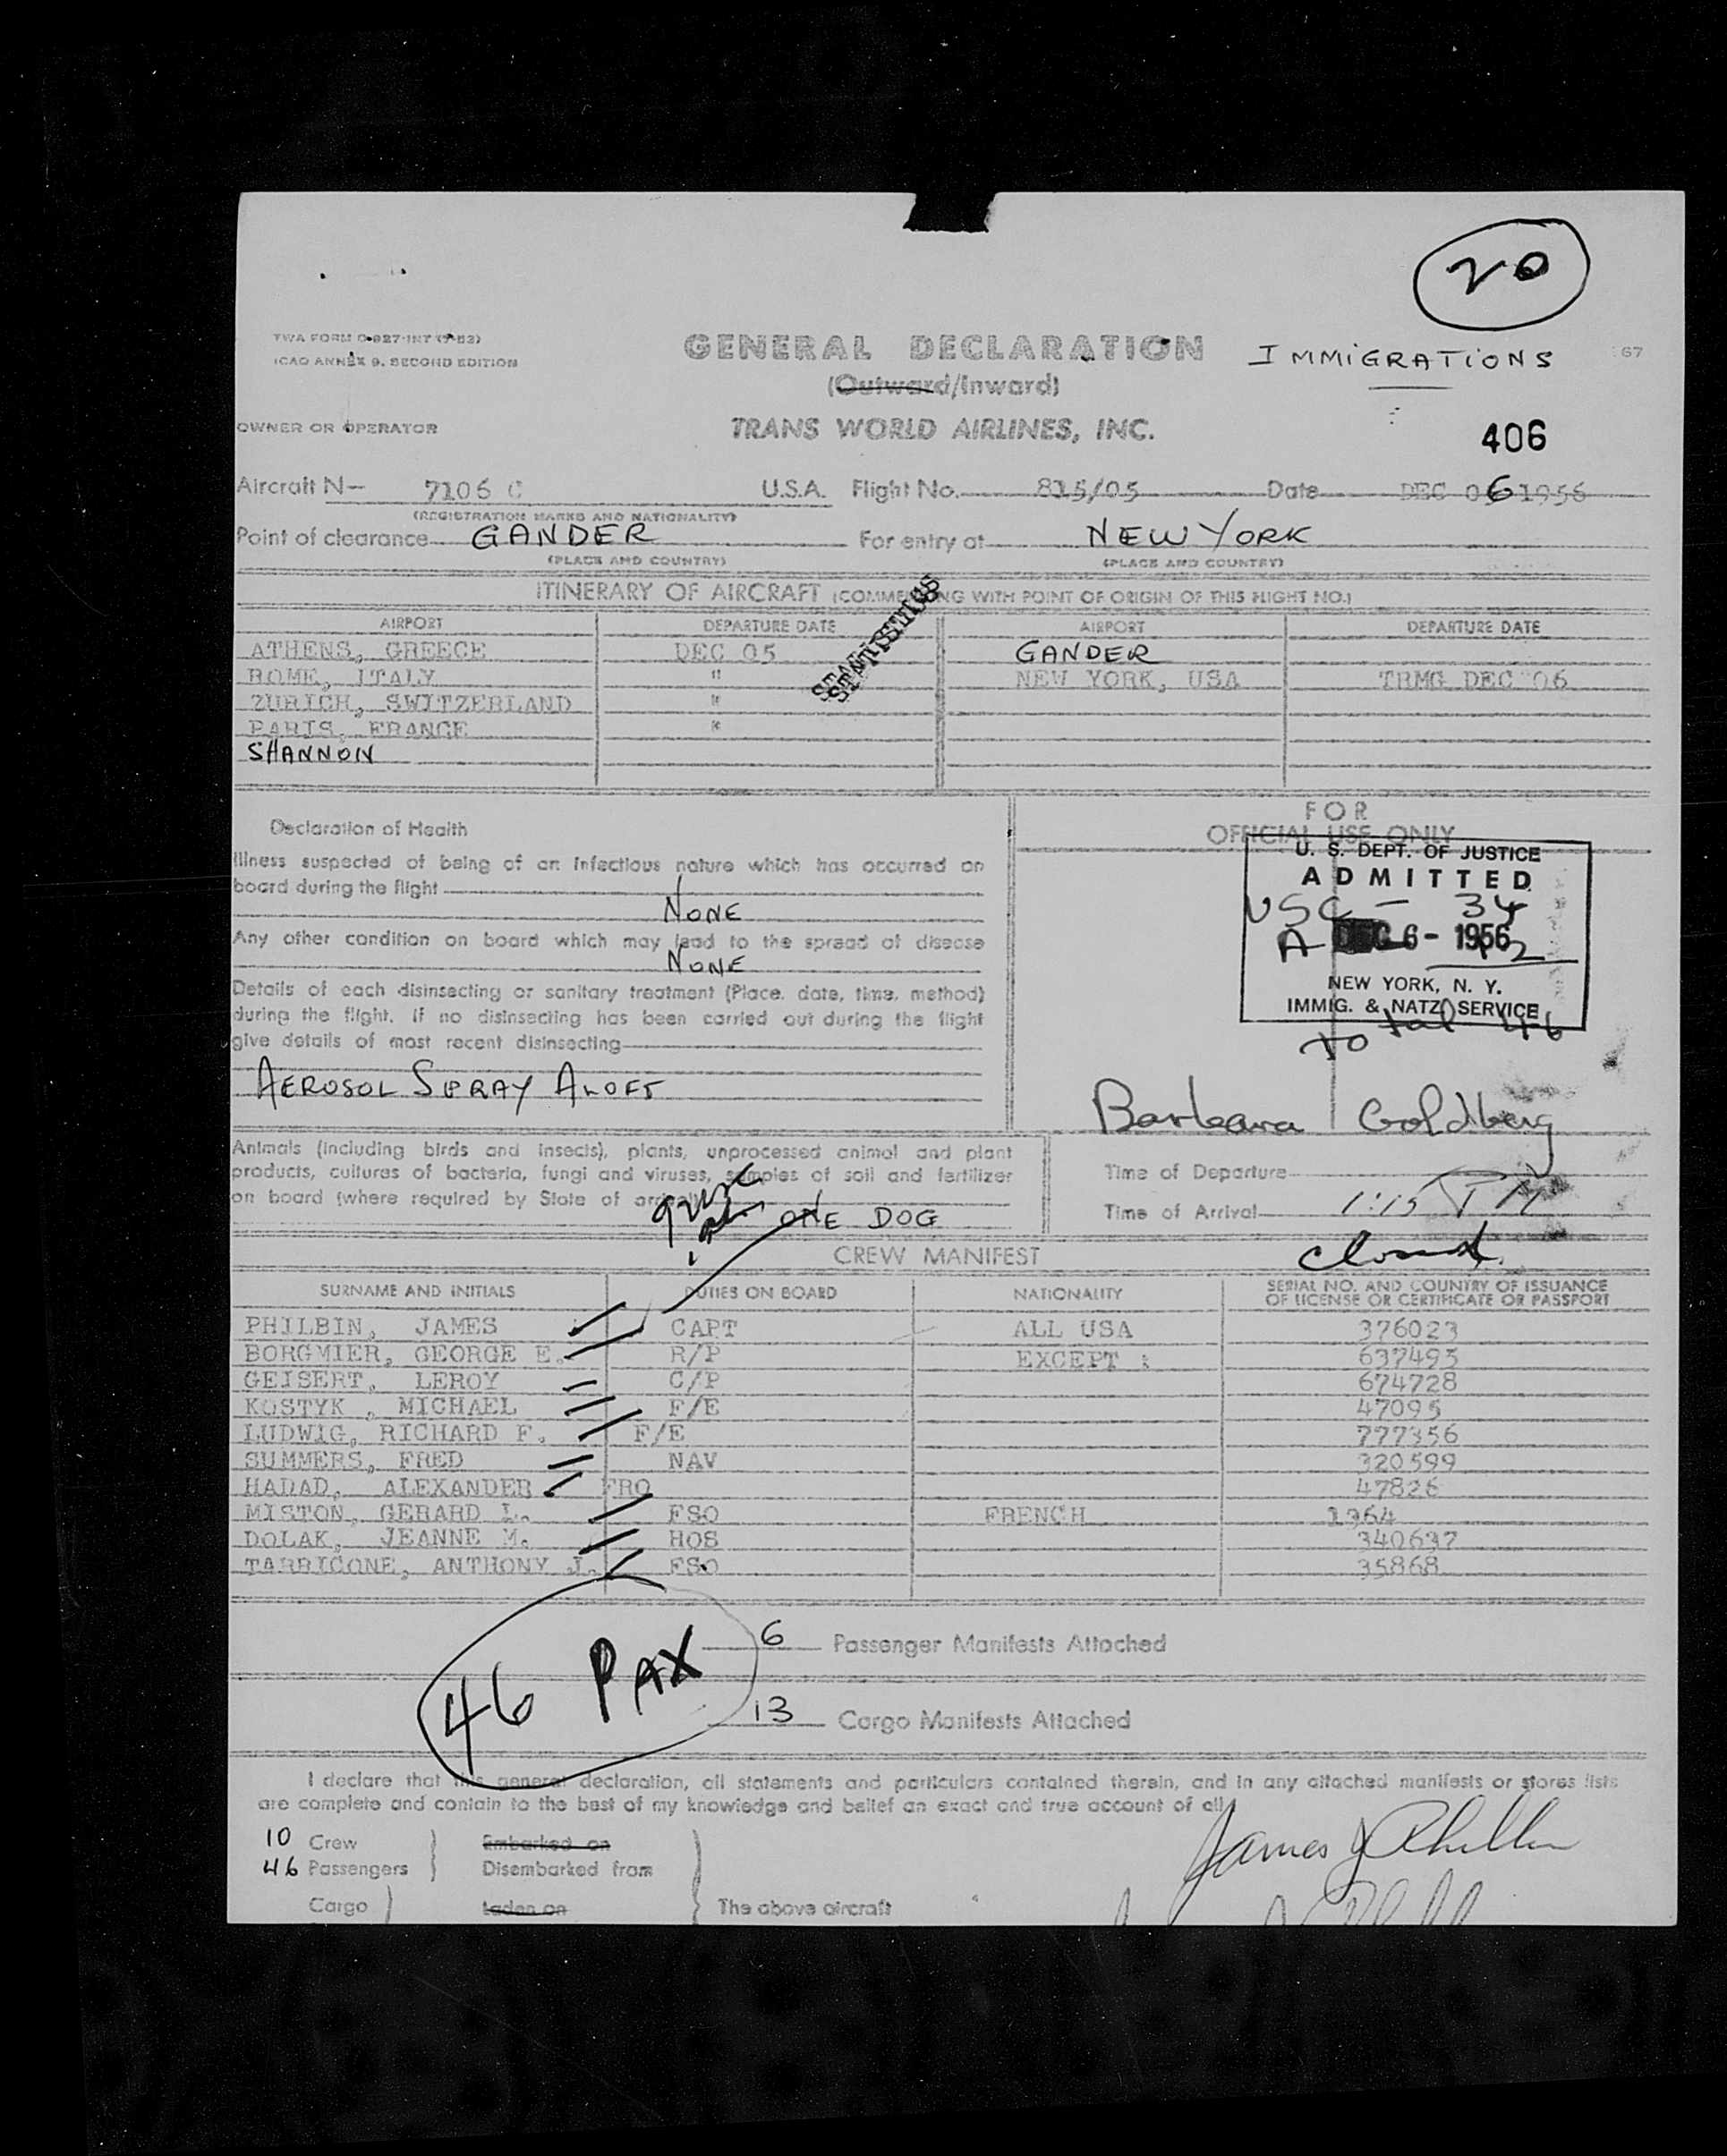 20
TWA FORM O-927-INT (9-53)
ICAO ANNEX 9, SECOND EDITION
GENERAL DECLARATION
IMMIGRATIONS
67
(Outward/Inward)
OWNER OR OPERATOR
TRANS WORLD AIRLINES, INC.
406
Aircraft N- 7106 C U.S.A. Flight No. 815/05 Date DEC 06 1956
(REGISTRATION MARKS AND NATIONALITY)
Point of clearance GANDER For entry at NEW YORK
(PLACE AND COUNTRY) (PLACE AND COUNTRY)
ITINERARY OF AIRCRAFT (COMMENCING WITH POINT OF ORIGIN OF THIS FLIGHT NO.)
STATISTICS
AIRPORT DEPARTURE DATE AIRPORT DEPARTURE DATE
ATHENS, GREECE DEC 05 GANDER
ROME, ITALY " NEW YORK, USA TRMG DEC 06
ZURICH, SWITZERLAND "
PARIS, FRANCE "
SHANNON
Declaration of Health
Illness suspected of being of an infectious nature which has occurred on
board during the flight
NONE
Any other condition on board which may lead to the spread of disease
NONE
Details of each disinsecting or sanitary treatment (Place, date, time, method)
during the flight. If no disinsecting has been carried out during the flight
give details of most recent disinsecting
AEROSOL SPRAY ALOFT
FOR
OFFICIAL USE ONLY
U. S. DEPT. OF JUSTICE
ADMITTED
USC - 34
A DEC 6 - 1956 12
NEW YORK, N. Y.
IMMIG. & NATZ SERVICE
total 46
Barbara Goldberg
Animals (including birds and insects), plants, unprocessed animal and plant
products, cultures of bacteria, fungi and viruses, samples of soil and fertilizer
on board (where required by State of arrival)
ONE DOG
Time of Departure
Time of Arrival 1:15 PM
CREW MANIFEST
SURNAME AND INITIALS DUTIES ON BOARD NATIONALITY SERIAL NO. AND COUNTRY OF ISSUANCE
OF LICENSE OR CERTIFICATE OR PASSPORT
PHILBIN, JAMES CAPT ALL USA 376023
BORGMIER, GEORGE E. R/P EXCEPT : 637495
GEISERT, LEROY C/P 674728
KOSTYK , MICHAEL F/E 47095
LUDWIG, RICHARD F. F/E 777356
SUMMERS, FRED NAV 320599
HADAD, ALEXANDER FRO 47826
MISTON, GERARD L. FSO FRENCH 1964
DOLAK, JEANNE M. HOS 340637
TARRICONE, ANTHONY J. FSO 35868
6 Passenger Manifests Attached
46 PAX
13 Cargo Manifests Attached
I declare that this general declaration, all statements and particulars contained therein, and in any attached manifests or stores lists
are complete and contain to the best of my knowledge and belief an exact and true account of all
10 Crew Embarked on
46 Passengers Disembarked from
Cargo Laden on The above aircraft
James J Philbin